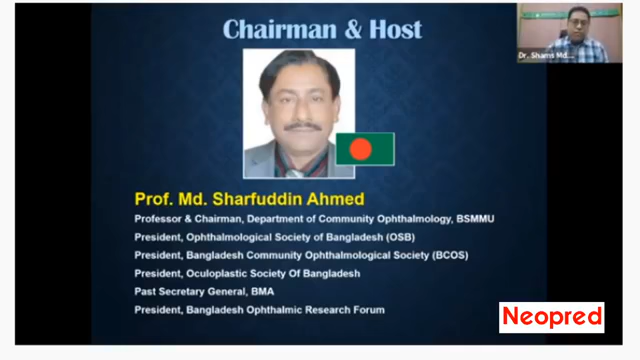 Chairman & Host
Dr. Shams Md....
Prof. Md. Sharfuddin Ahmed
Professor & Chairman, Department of Community Ophthalmology, BSMMU
President, Ophthalmological Society of Bangladesh (OSB)
President, Bangladesh Community Ophthalmological Society (BCOS)
President, Oculoplastic Society Of Bangladesh
Past Secretary General, BMA
President, Bangladesh Ophthalmic Research Forum
Neopred